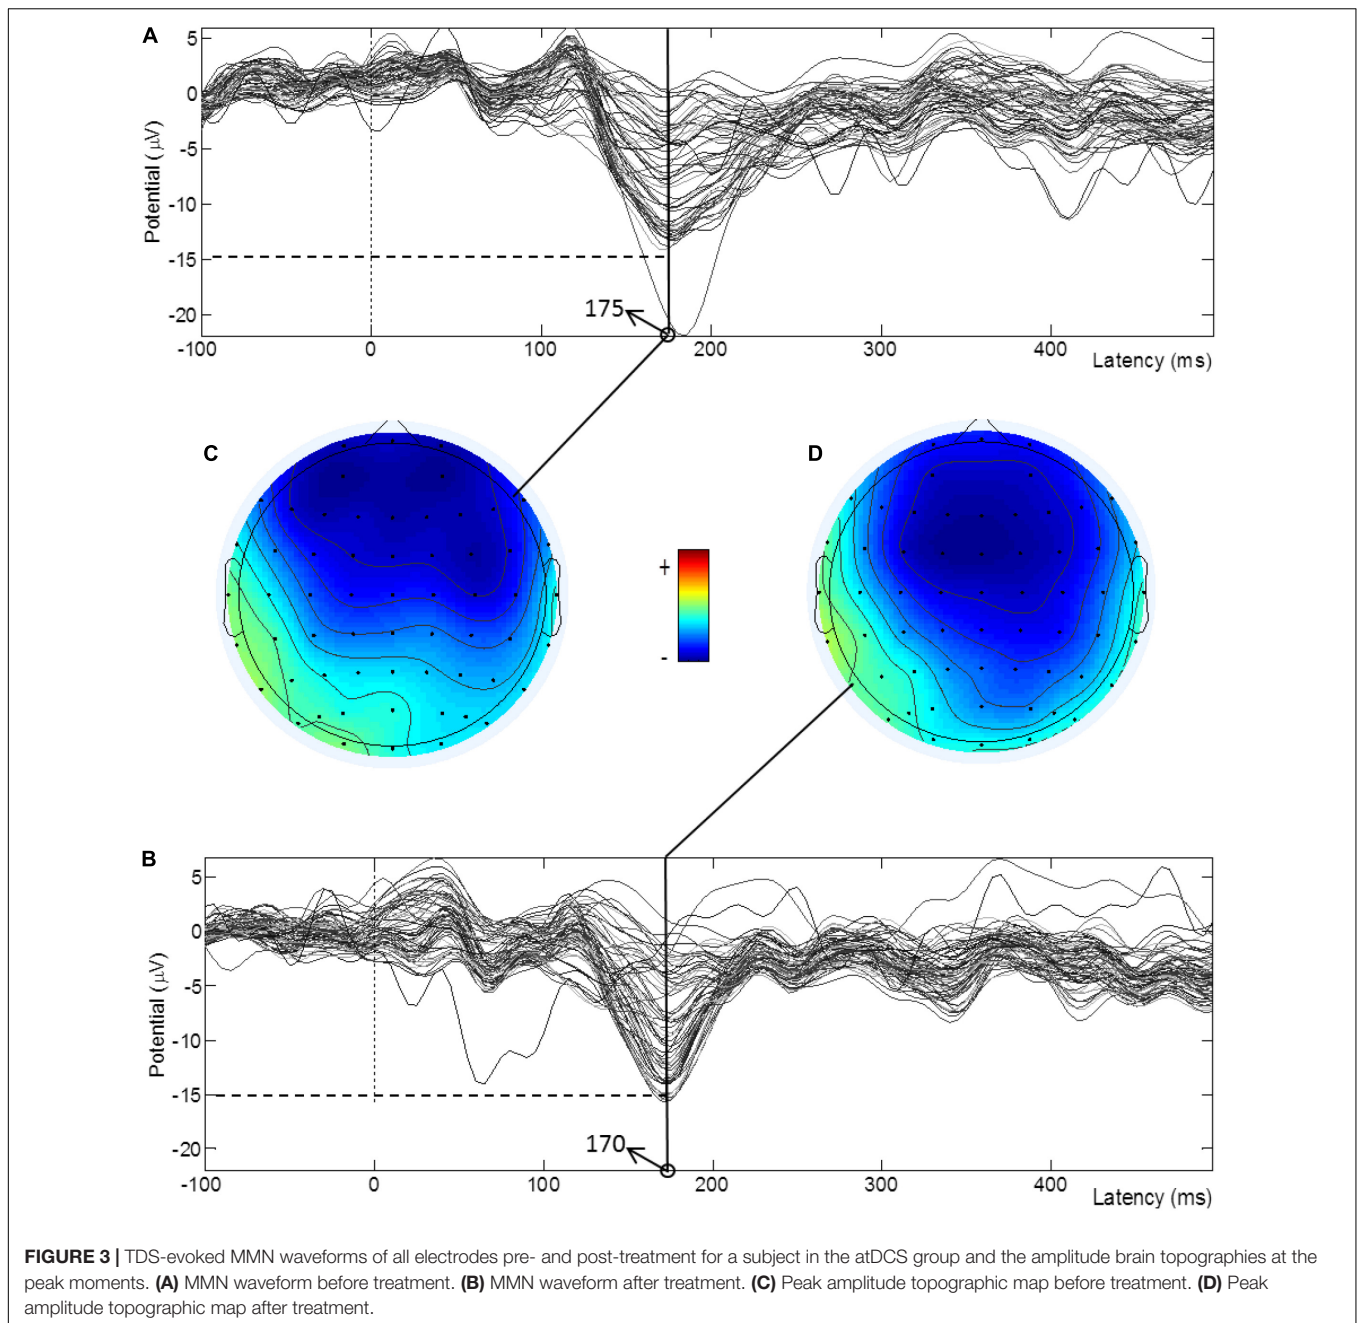 A
5
0
-5
-10
-15
-20
Potential (μV)
175
-100 0 100 200 300 400
Latency (ms)
C
D
+
-
B
5
0
-5
-10
-15
-20
Potential (μV)
170
-100 0 100 200 300 400
Latency (ms)
FIGURE 3 | TDS-evoked MMN waveforms of all electrodes pre- and post-treatment for a subject in the atDCS group and the amplitude brain topographies at the
peak moments. (A) MMN waveform before treatment. (B) MMN waveform after treatment. (C) Peak amplitude topographic map before treatment. (D) Peak
amplitude topographic map after treatment.